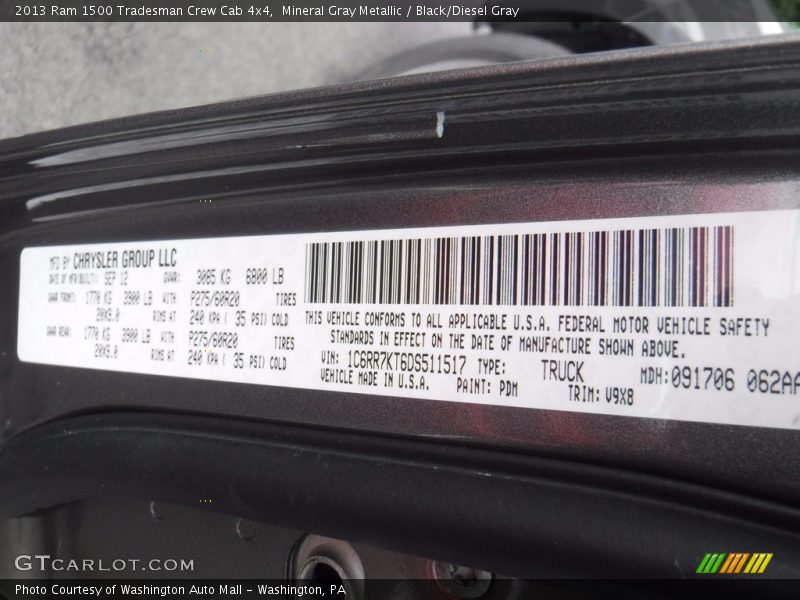 2013 Ram 1500 Tradesman Crew Cab 4x4,  Mineral Gray Metallic / Black/Diesel Gray
MFD BY CHRYSLER GROUP LLC
DATE OF MFR(BUILT): SEP 12 GVWR: 3085 KG 6800 LB
GAWR FRONT: 1770 KG 3900 LB WITH P275/60R20 TIRES
20X9.0 RIMS AT 240 KPA ( 35 PSI) COLD
GAWR REAR: 1770 KG 3900 LB WITH P275/60R20 TIRES
20X9.0 RIMS AT 240 KPA ( 35 PSI) COLD
THIS VEHICLE CONFORMS TO ALL APPLICABLE U.S.A. FEDERAL MOTOR VEHICLE SAFETY
STANDARDS IN EFFECT ON THE DATE OF MANUFACTURE SHOWN ABOVE.
VIN: 1C6RR7KT6DS511517 TYPE: TRUCK MDH: 091706 062AA
VEHICLE MADE IN U.S.A. PAINT: PDM TRIM: V9X8
GTCARLOT.COM
Photo Courtesy of Washington Auto Mall – Washington, PA